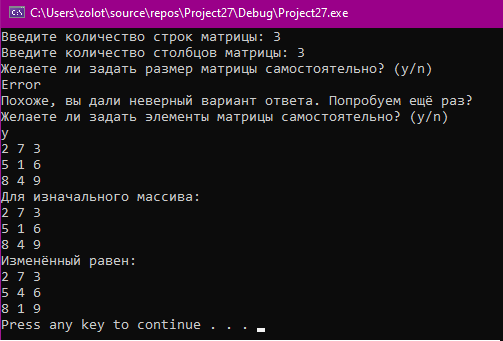 C:\Users\zolot\source\repos\Project27\Debug\Project27.exe
Введите количество строк матрицы: 3
Введите количество столбцов матрицы: 3
Желаете ли задать размер матрицы самостоятельно? (y/n)
Error
Похоже, вы дали неверный вариант ответа. Попробуем ещё раз?
Желаете ли задать элементы матрицы самостоятельно? (y/n)
y
2 7 3
5 1 6
8 4 9
Для изначального массива:
2 7 3
5 1 6
8 4 9
Изменённый равен:
2 7 3
5 4 6
8 1 9
Press any key to continue . . .